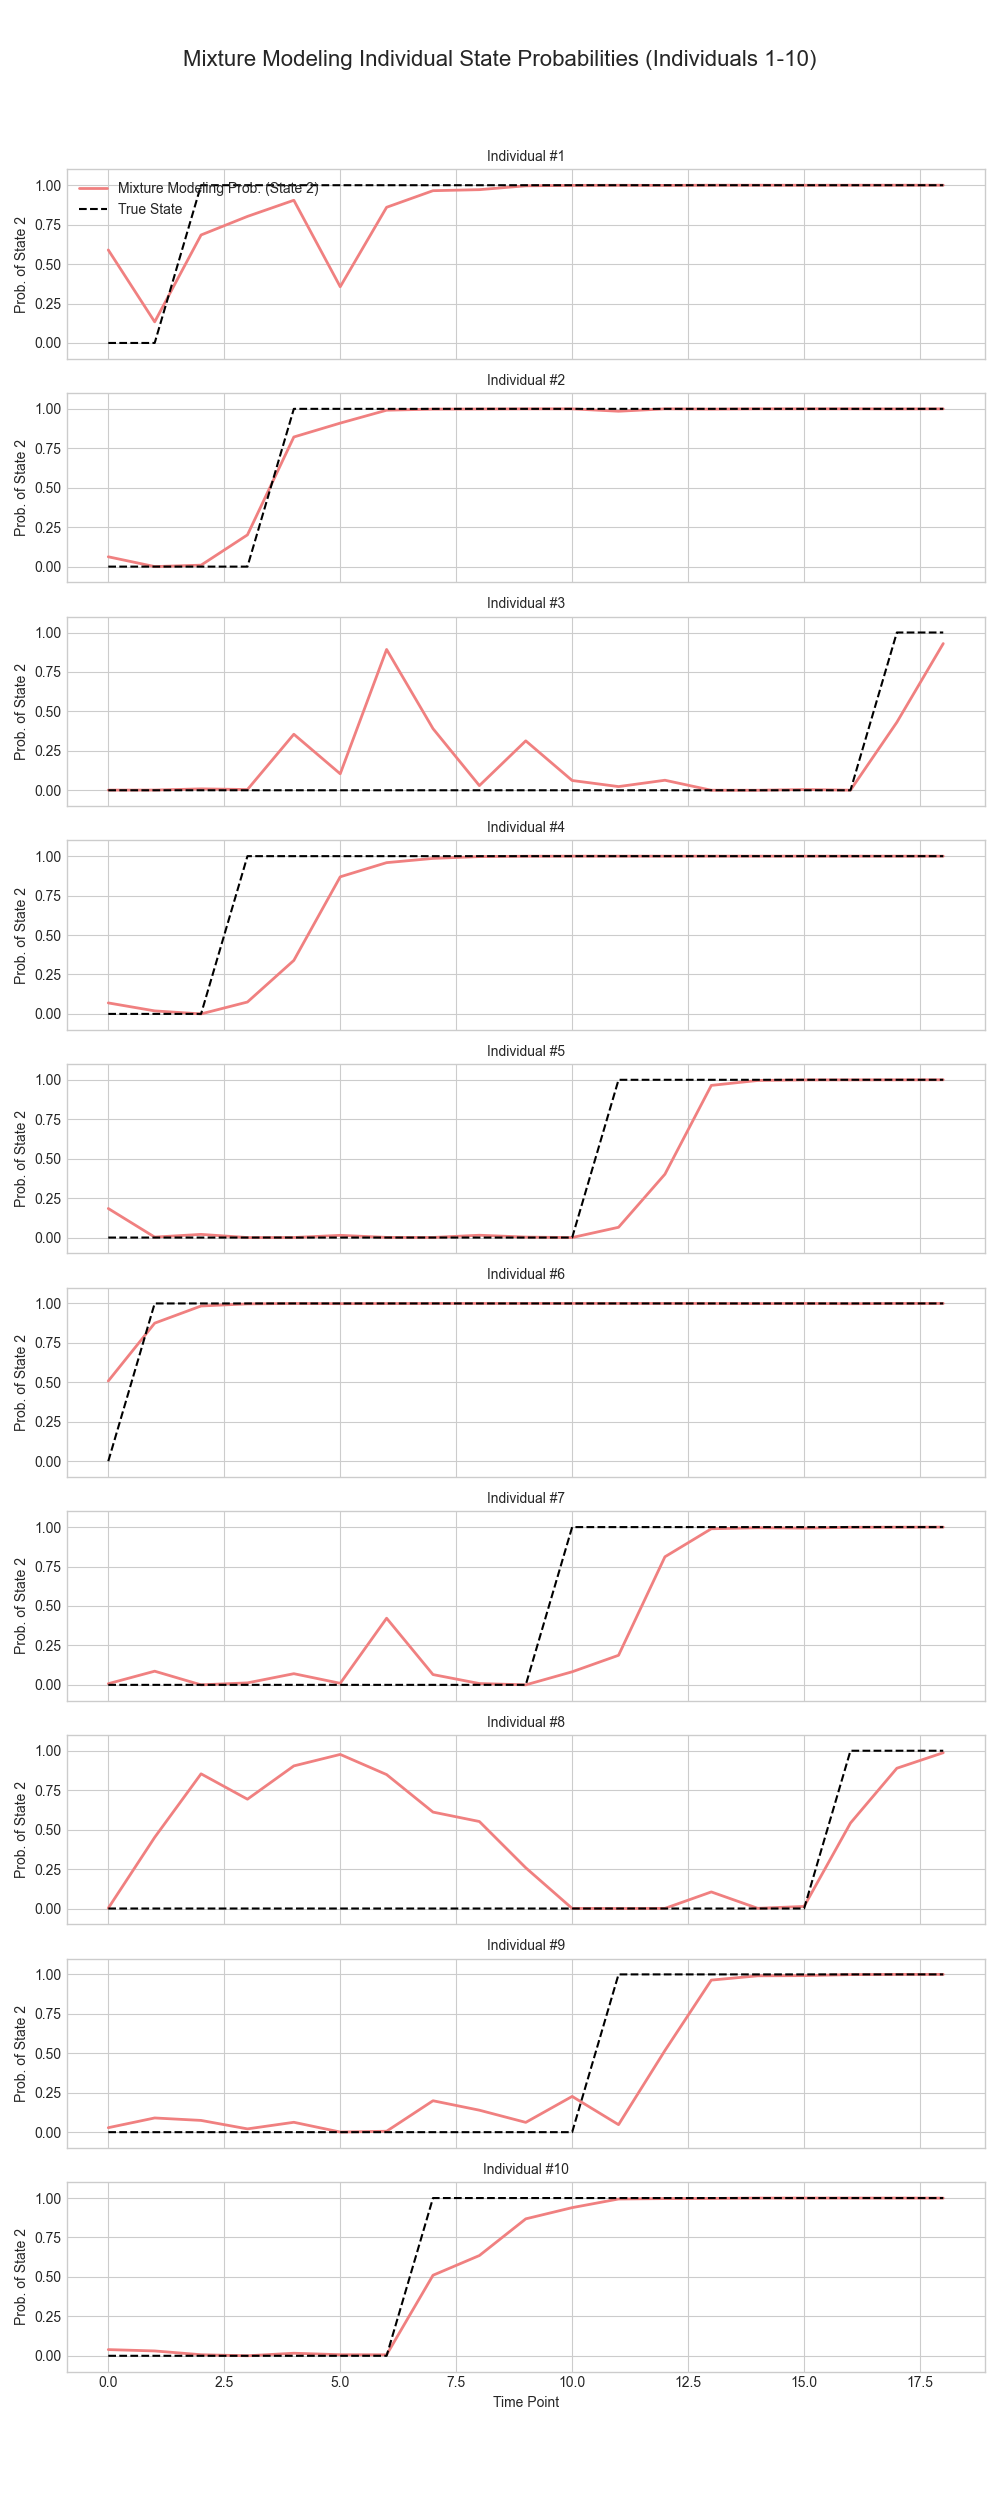 Mixture Modeling Individual State Probabilities (Individuals 1-10)
Individual #1
Mixture Modeling Prob. (State 2)
True State
Prob. of State 2
1.00
0.75
0.50
0.25
0.00
Individual #2
Prob. of State 2
1.00
0.75
0.50
0.25
0.00
Individual #3
Prob. of State 2
1.00
0.75
0.50
0.25
0.00
Individual #4
Prob. of State 2
1.00
0.75
0.50
0.25
0.00
Individual #5
Prob. of State 2
1.00
0.75
0.50
0.25
0.00
Individual #6
Prob. of State 2
1.00
0.75
0.50
0.25
0.00
Individual #7
Prob. of State 2
1.00
0.75
0.50
0.25
0.00
Individual #8
Prob. of State 2
1.00
0.75
0.50
0.25
0.00
Individual #9
Prob. of State 2
1.00
0.75
0.50
0.25
0.00
Individual #10
Prob. of State 2
1.00
0.75
0.50
0.25
0.00
0.0 2.5 5.0 7.5 10.0 12.5 15.0 17.5
Time Point